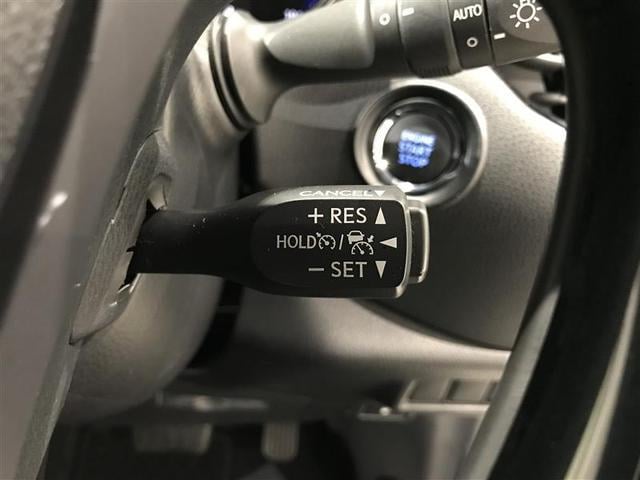 AUTO
ENGINE
START
STOP
CANCEL▼
+ RES ▲
HOLD / ◀
− SET ▼